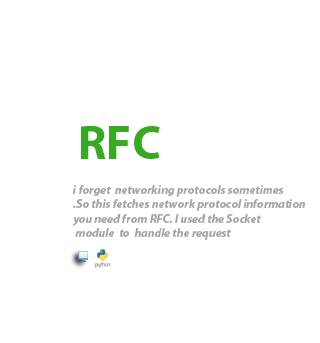 RFC
i forget networking protocols sometimes
.So this fetches network protocol information
you need from RFC. I used the Socket
module to handle the request
python